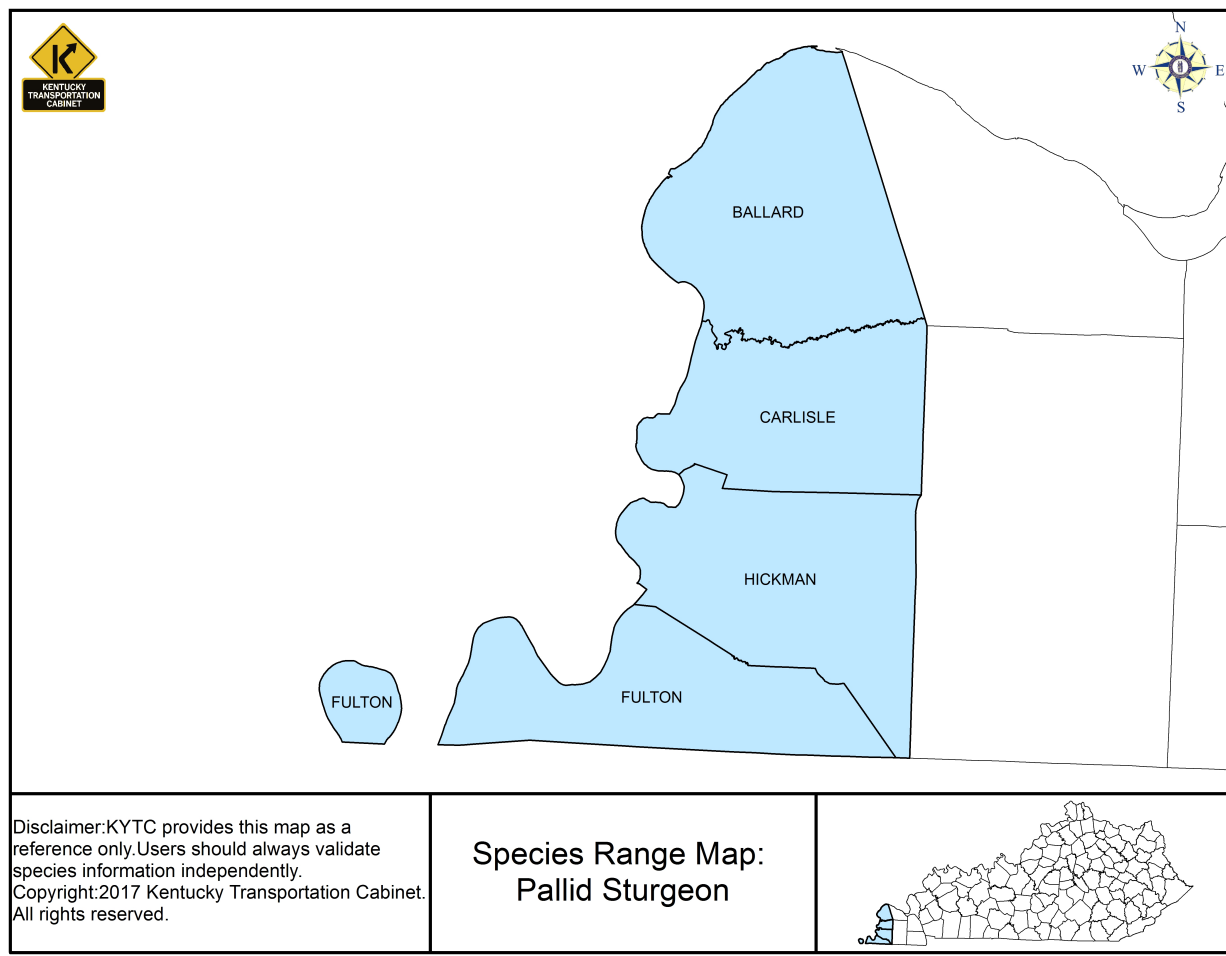 KENTUCKY
TRANSPORTATION
CABINET
N
W
E
S
BALLARD
CARLISLE
HICKMAN
FULTON
FULTON
Disclaimer:KYTC provides this map as a
reference only.Users should always validate
species information independently.
Copyright:2017 Kentucky Transportation Cabinet.
All rights reserved.
Species Range Map:
Pallid Sturgeon